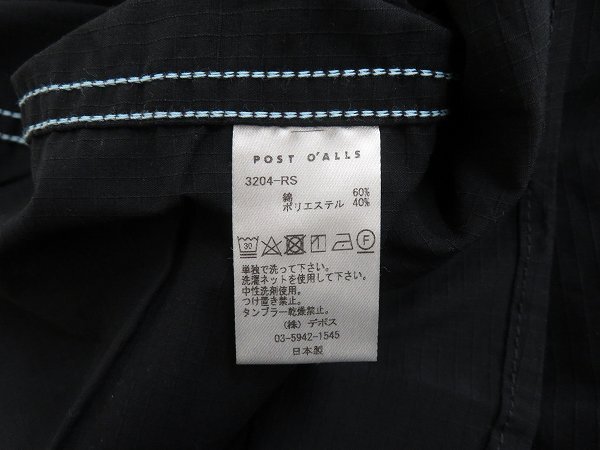 POST O'ALLS
3204-RS
綿 60%
ポリエステル 40%
30 F
単独で洗って下さい。
洗濯ネットを使用して下さい。
中性洗剤使用。
つけ置き禁止。
タンブラー乾燥禁止。
(株) デポス
03-5942-1545
日本製